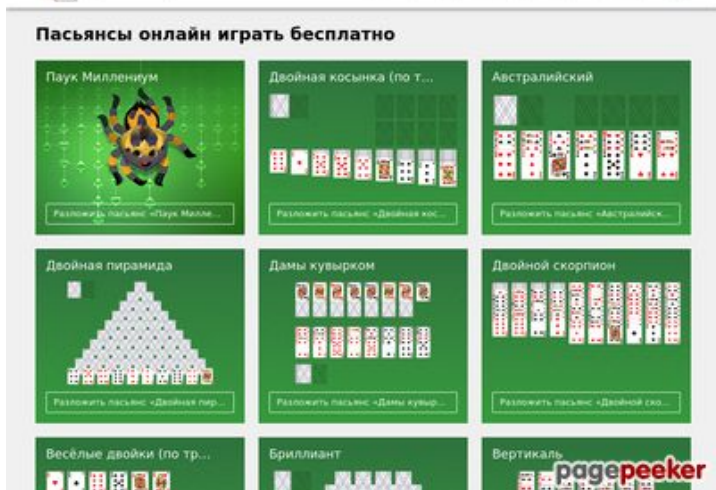 Пасьянсы онлайн играть бесплатно
Паук Миллениум
Двойная косынка (по т...
Австралийский
Разложить пасьянс «Паук Милле...
Разложить пасьянс «Двойная кос...
Разложить пасьянс «Австралийск...
Двойная пирамида
Дамы кувырком
Двойной скорпион
Разложить пасьянс «Двойная пир...
Разложить пасьянс «Дамы кувыр...
Разложить пасьянс «Двойной ско...
Весёлые двойки (по тр...
Бриллиант
Вертикаль
pagepeeker